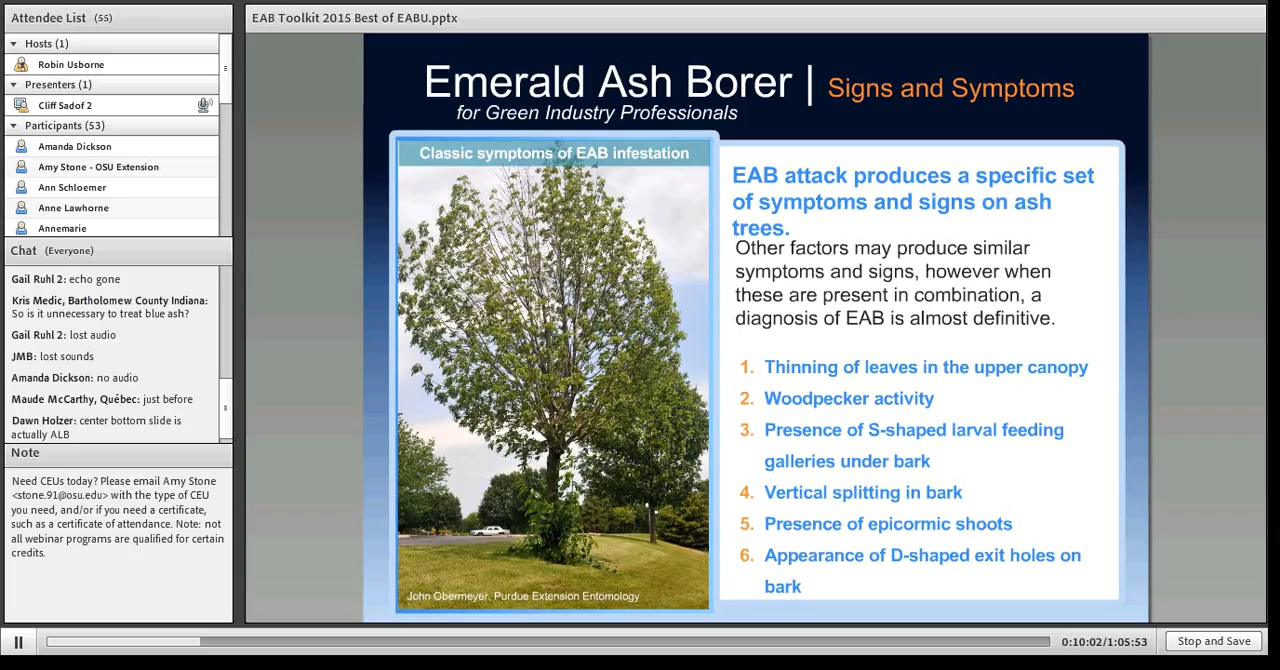 Attendee List (55)
Hosts (1)
Robin Usborne
Presenters (1)
Cliff Sadof 2
Participants (53)
Amanda Dickson
Amy Stone - OSU Extension
Ann Schloemer
Anne Lawhorne
Annemarie
Chat (Everyone)
Gail Ruhl 2: echo gone
Kris Medic, Bartholomew County Indiana:
So is it unnecessary to treat blue ash?
Gail Ruhl 2: lost audio
JMB: lost sounds
Amanda Dickson: no audio
Maude McCarthy, Québec: just before
Dawn Holzer: center bottom slide is
actually ALB
Note
Need CEUs today? Please email Amy Stone
<stone.91@osu.edu> with the type of CEU
you need, and/or if you need a certificate,
such as a certificate of attendance. Note: not
all webinar programs are qualified for certain
credits.
EAB Toolkit 2015 Best of EABU.pptx
Emerald Ash Borer | Signs and Symptoms
for Green Industry Professionals
Classic symptoms of EAB infestation
John Obermeyer, Purdue Extension Entomology
EAB attack produces a specific set
of symptoms and signs on ash
trees.
Other factors may produce similar
symptoms and signs, however when
these are present in combination, a
diagnosis of EAB is almost definitive.
1. Thinning of leaves in the upper canopy
2. Woodpecker activity
3. Presence of S-shaped larval feeding
galleries under bark
4. Vertical splitting in bark
5. Presence of epicormic shoots
6. Appearance of D-shaped exit holes on
bark
0:10:02/1:05:53
Stop and Save